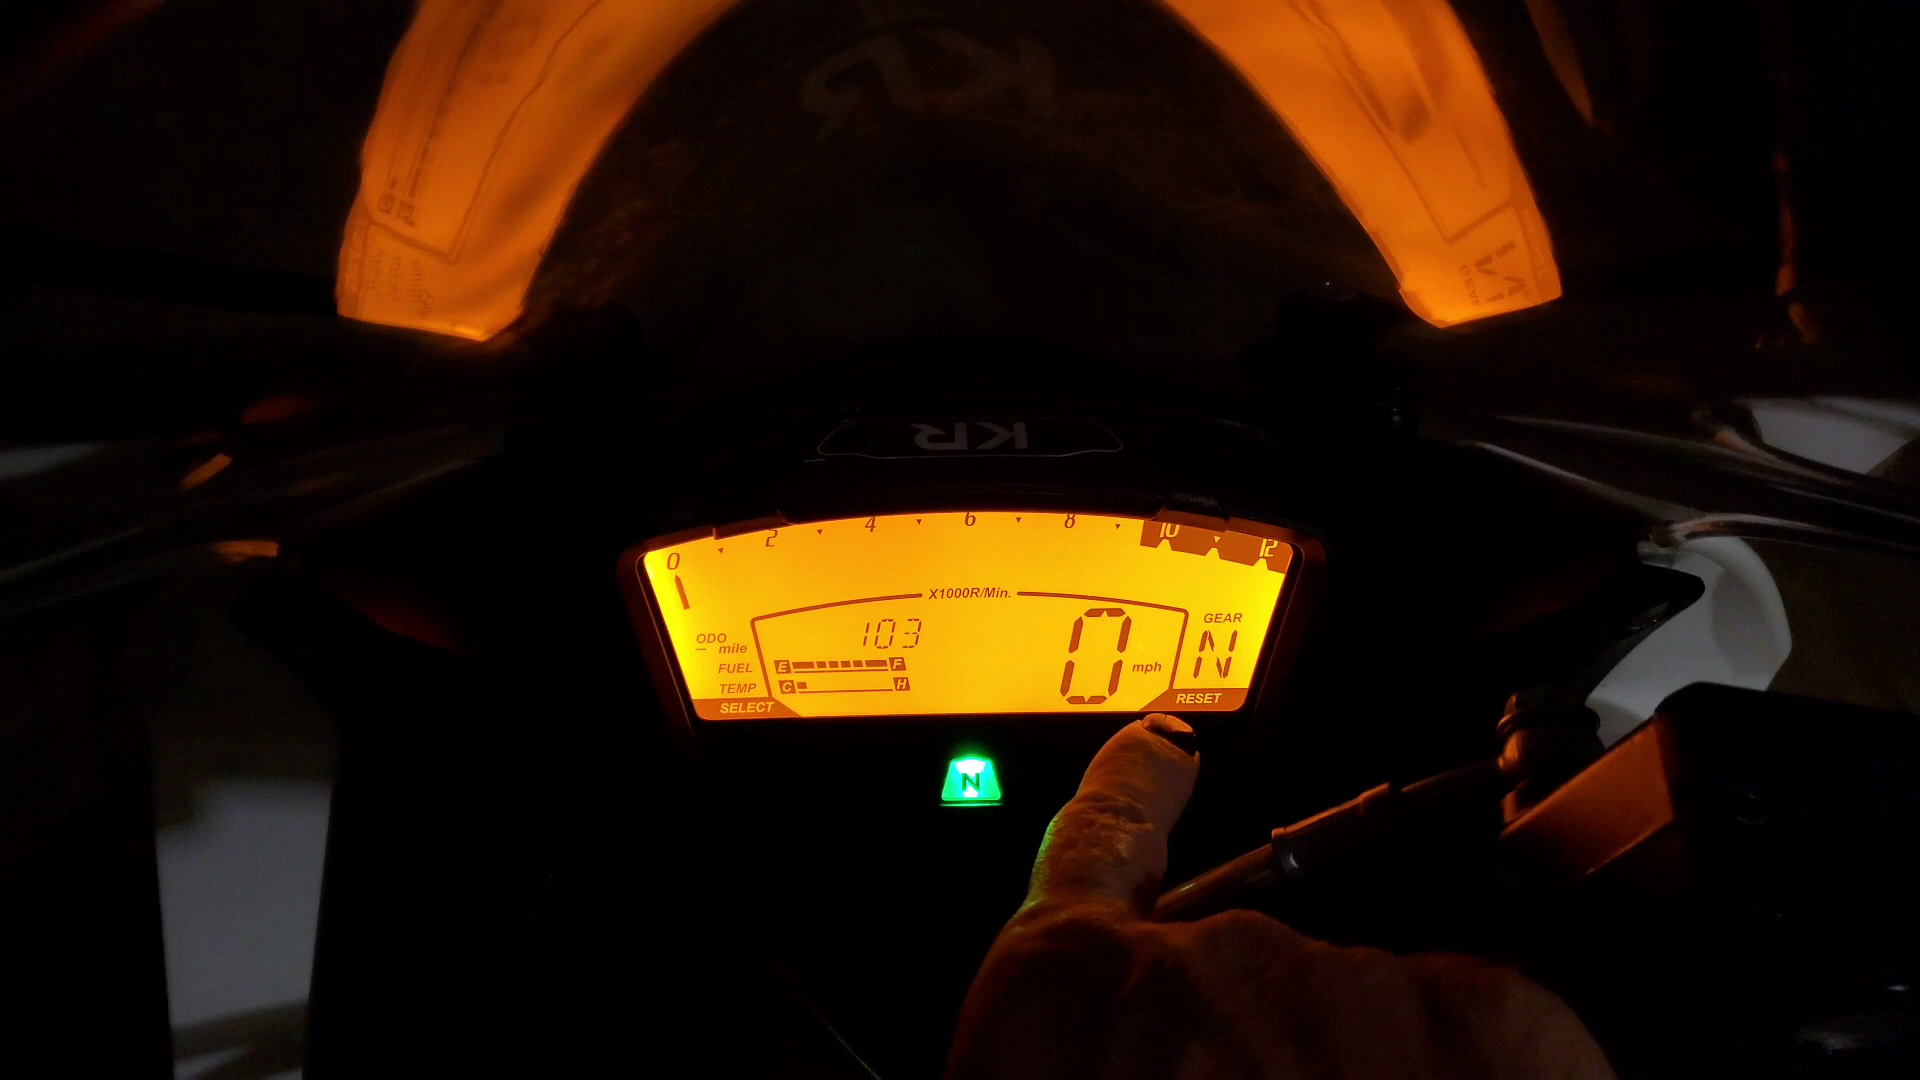 KR
0 2 4 6 8 10 12
X1000R/Min.
ODO 103
mile
FUEL E F
TEMP C H
0 mph
GEAR
N
SELECT
RESET
N